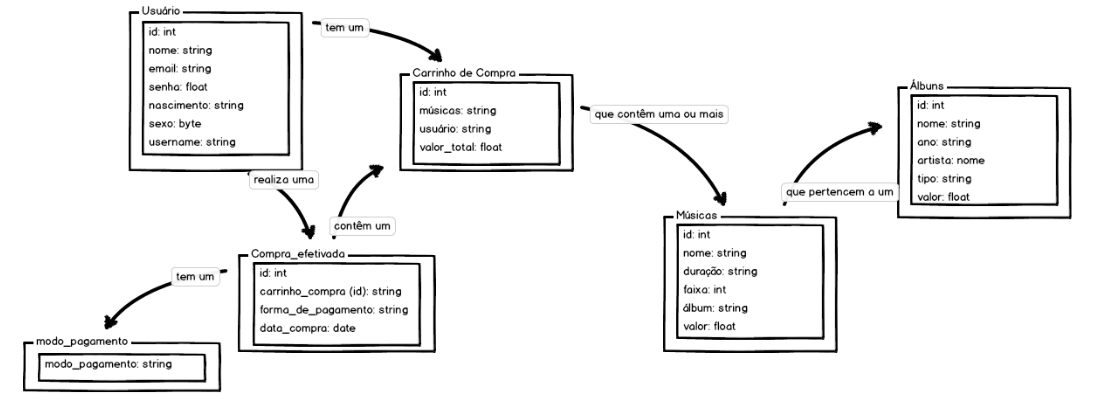 Usuário
id: int
nome: string
email: string
senha: float
nascimento: string
sexo: byte
username: string
tem um
Carrinho de Compra
id: int
músicas: string
usuário: string
valor_total: float
que contêm uma ou mais
Álbuns
id: int
nome: string
ano: string
artista: nome
tipo: string
valor: float
que pertencem a um
Músicas
id: int
nome: string
duração: string
faixa: int
álbum: string
valor: float
realiza uma
contêm um
Compra_efetivada
id: int
carrinho_compra (id): string
forma_de_pagamento: string
data_compra: date
tem um
modo_pagamento
modo_pagamento: string